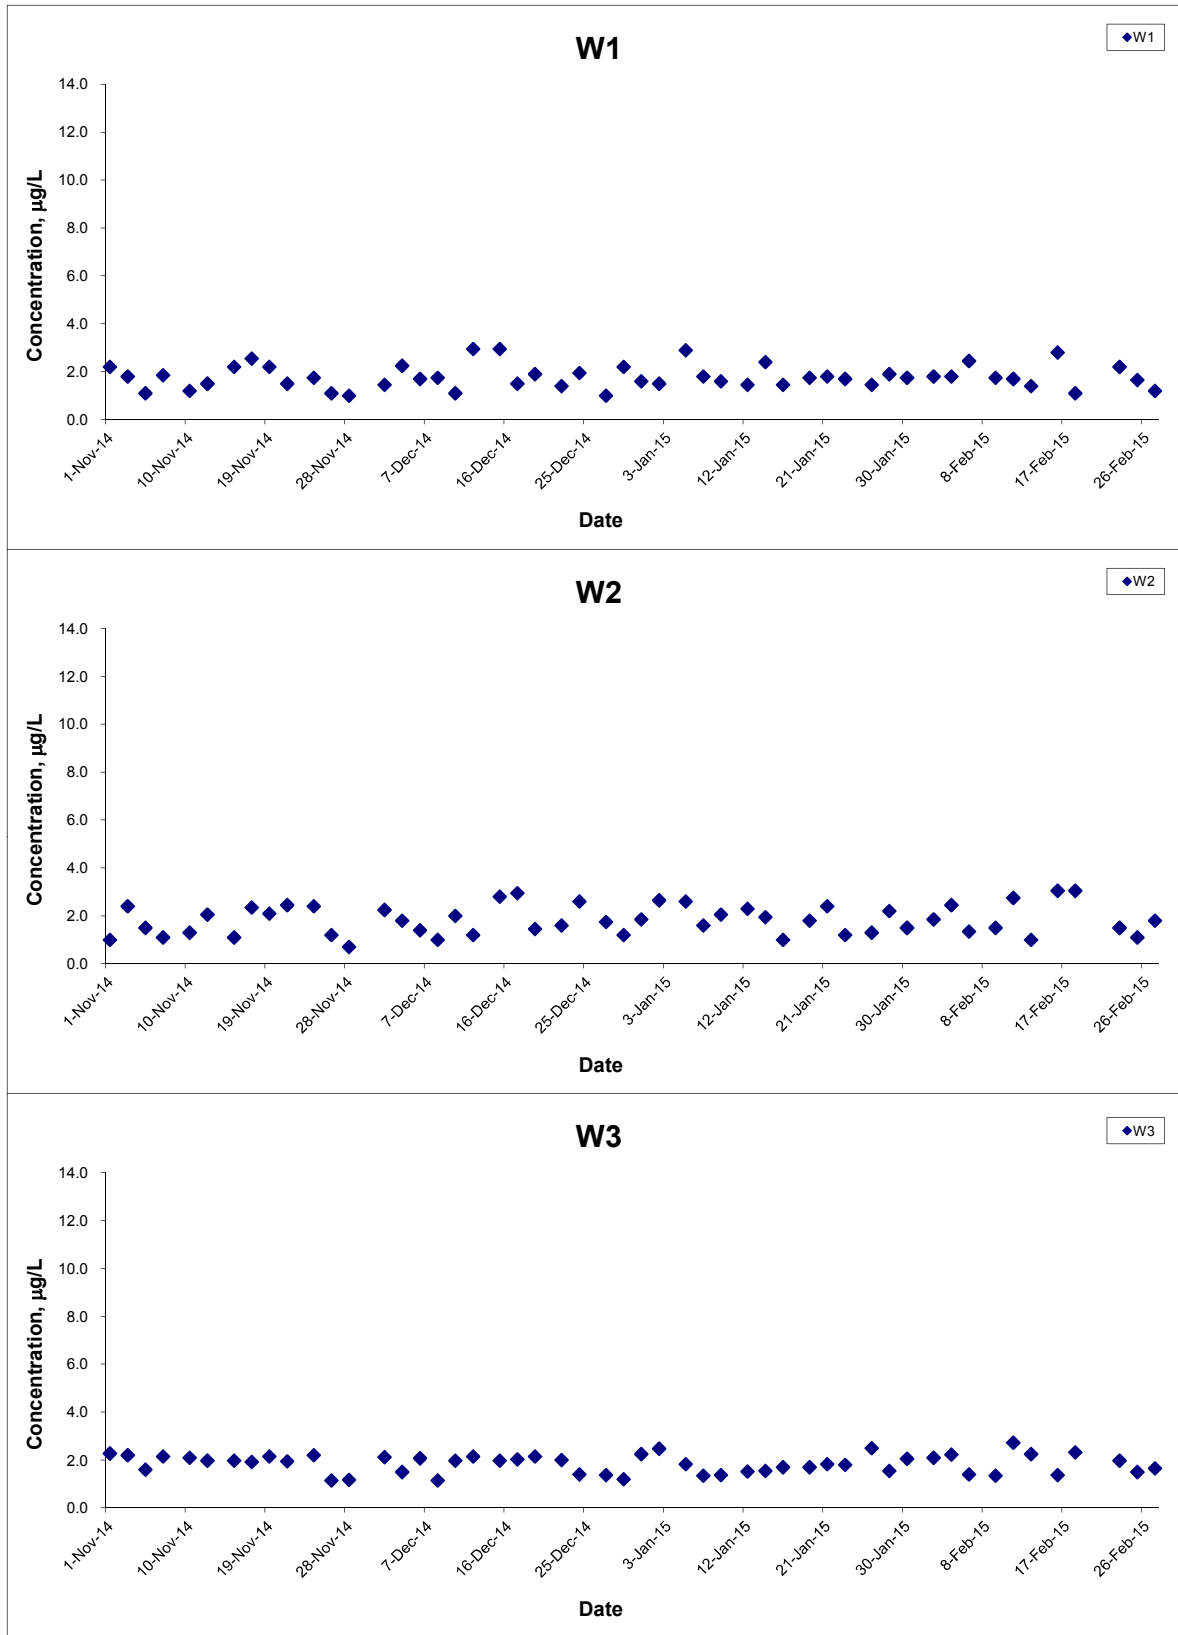 W1
W1
14.0
12.0
10.0
8.0
6.0
4.0
2.0
0.0
Concentration, µg/L
1-Nov-14
10-Nov-14
19-Nov-14
28-Nov-14
7-Dec-14
16-Dec-14
25-Dec-14
3-Jan-15
12-Jan-15
21-Jan-15
30-Jan-15
8-Feb-15
17-Feb-15
26-Feb-15
Date
W2
W2
14.0
12.0
10.0
8.0
6.0
4.0
2.0
0.0
Concentration, µg/L
1-Nov-14
10-Nov-14
19-Nov-14
28-Nov-14
7-Dec-14
16-Dec-14
25-Dec-14
3-Jan-15
12-Jan-15
21-Jan-15
30-Jan-15
8-Feb-15
17-Feb-15
26-Feb-15
Date
W3
W3
14.0
12.0
10.0
8.0
6.0
4.0
2.0
0.0
Concentration, µg/L
1-Nov-14
10-Nov-14
19-Nov-14
28-Nov-14
7-Dec-14
16-Dec-14
25-Dec-14
3-Jan-15
12-Jan-15
21-Jan-15
30-Jan-15
8-Feb-15
17-Feb-15
26-Feb-15
Date